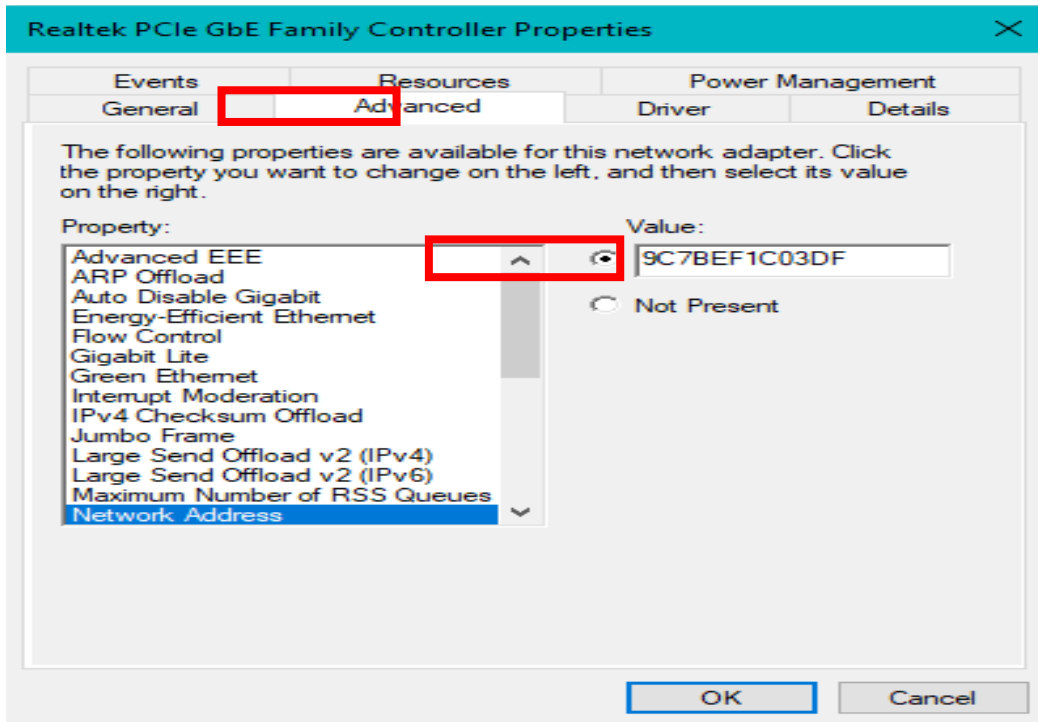 Realtek PCIe GbE Family Controller Properties
Events Resources Power Management
General Advanced Driver Details
The following properties are available for this network adapter. Click
the property you want to change on the left, and then select its value
on the right.
Property:
Value:
Advanced EEE
ARP Offload
Auto Disable Gigabit
Energy-Efficient Ethernet
Flow Control
Gigabit Lite
Green Ethernet
Interrupt Moderation
IPv4 Checksum Offload
Jumbo Frame
Large Send Offload v2 (IPv4)
Large Send Offload v2 (IPv6)
Maximum Number of RSS Queues
Network Address
9C7BEF1C03DF
Not Present
OK Cancel